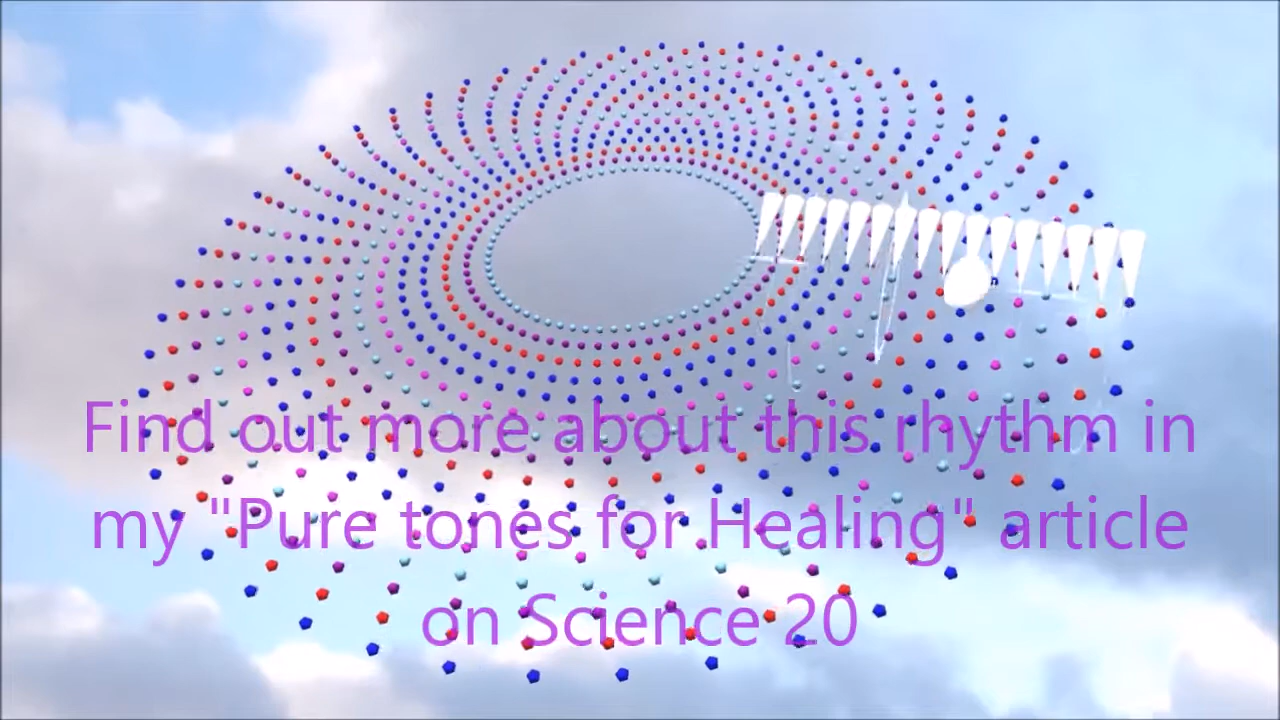 Find out more about this rhythm in
my "Pure tones for Healing" article
on Science 20